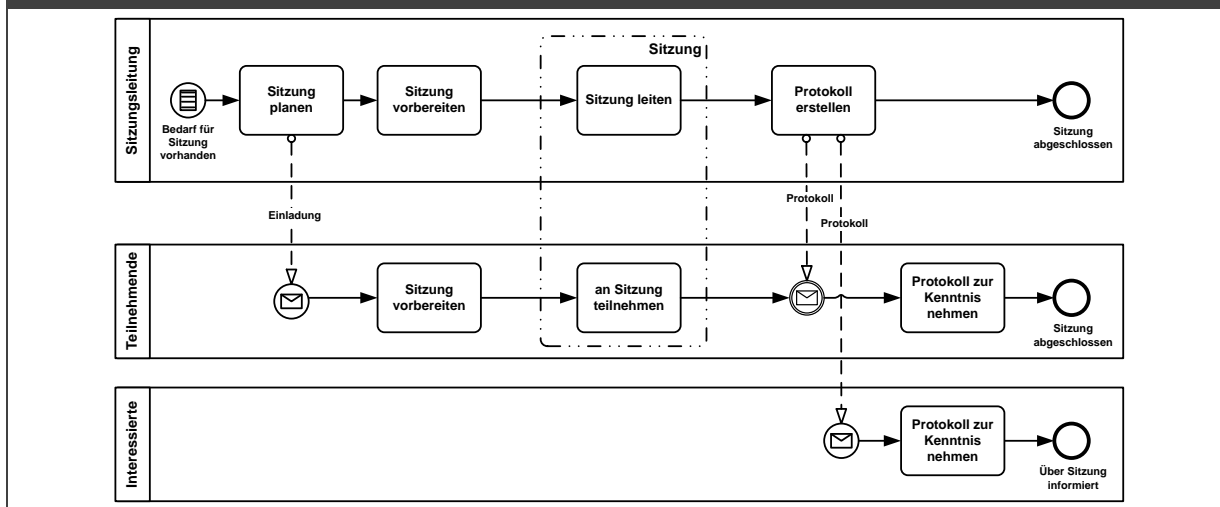 Sitzungsleitung
Sitzung
Bedarf für
Sitzung
vorhanden
Sitzung
planen
Sitzung
vorbereiten
Sitzung leiten
Protokoll
erstellen
Sitzung
abgeschlossen
Einladung
Protokoll
Protokoll
Teilnehmende
Sitzung
vorbereiten
an Sitzung
teilnehmen
Protokoll zur
Kenntnis
nehmen
Sitzung
abgeschlossen
Interessierte
Protokoll zur
Kenntnis
nehmen
Über Sitzung
informiert